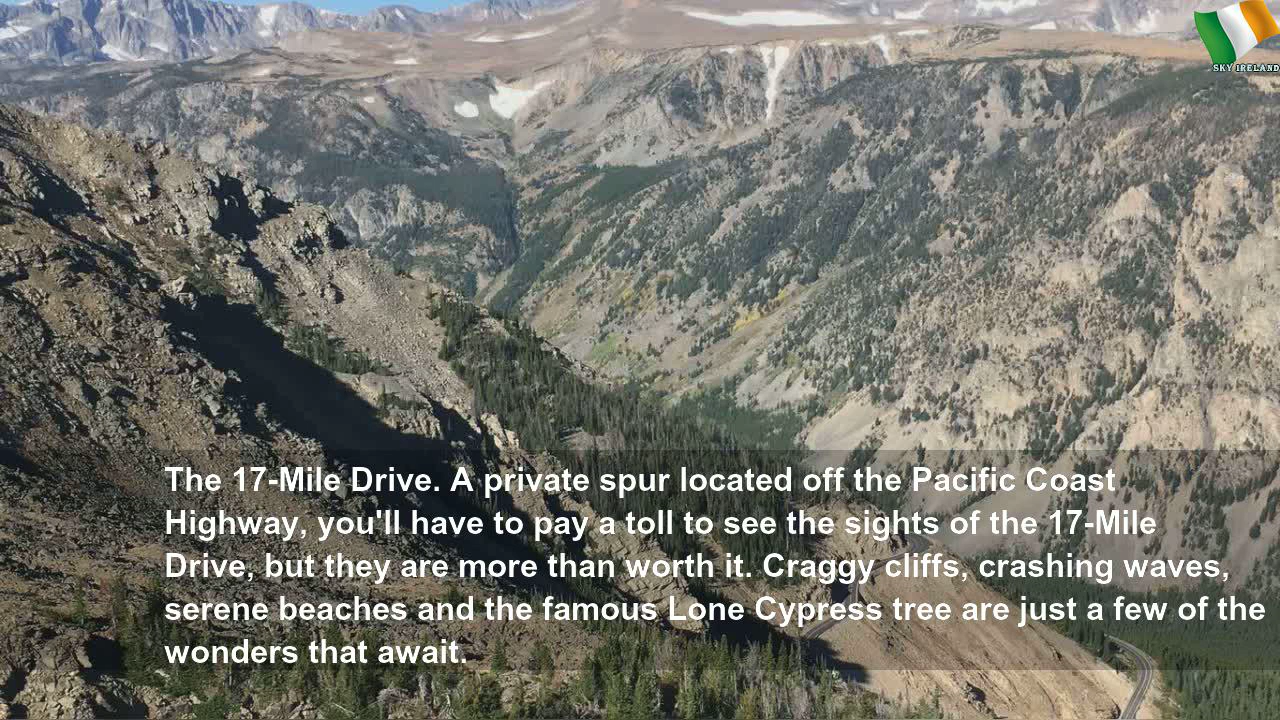 SKY IRELAND
The 17-Mile Drive. A private spur located off the Pacific Coast
Highway, you'll have to pay a toll to see the sights of the 17-Mile
Drive, but they are more than worth it. Craggy cliffs, crashing waves,
serene beaches and the famous Lone Cypress tree are just a few of the
wonders that await.